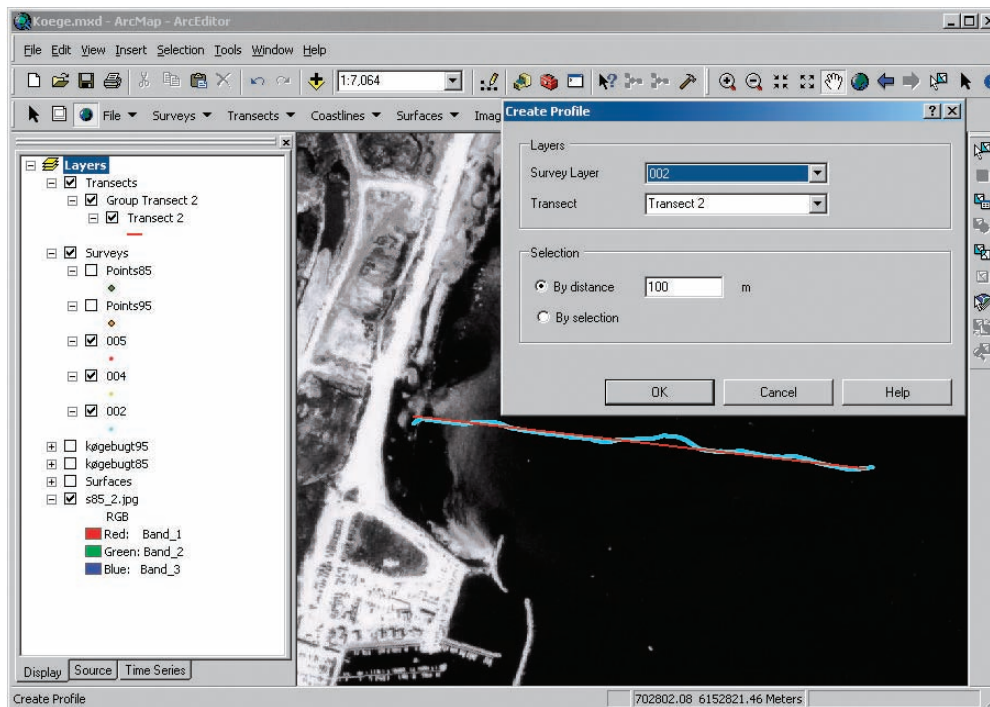 Koege.mxd - ArcMap - ArcEditor
File Edit View Insert Selection Tools Window Help
1:7,064
File Surveys Transects Coastlines Surfaces Imag
Create Profile
Layers
Survey Layer 002
Transect Transect 2
Selection
By distance 100 m
By selection
OK Cancel Help
Layers
Transects
Group Transect 2
Transect 2
Surveys
Points85
Points95
005
004
002
køgebugt95
køgebugt85
Surfaces
s85_2.jpg
RGB
Red: Band_1
Green: Band_2
Blue: Band_3
Display Source Time Series
Create Profile 702802.08 6152821.46 Meters